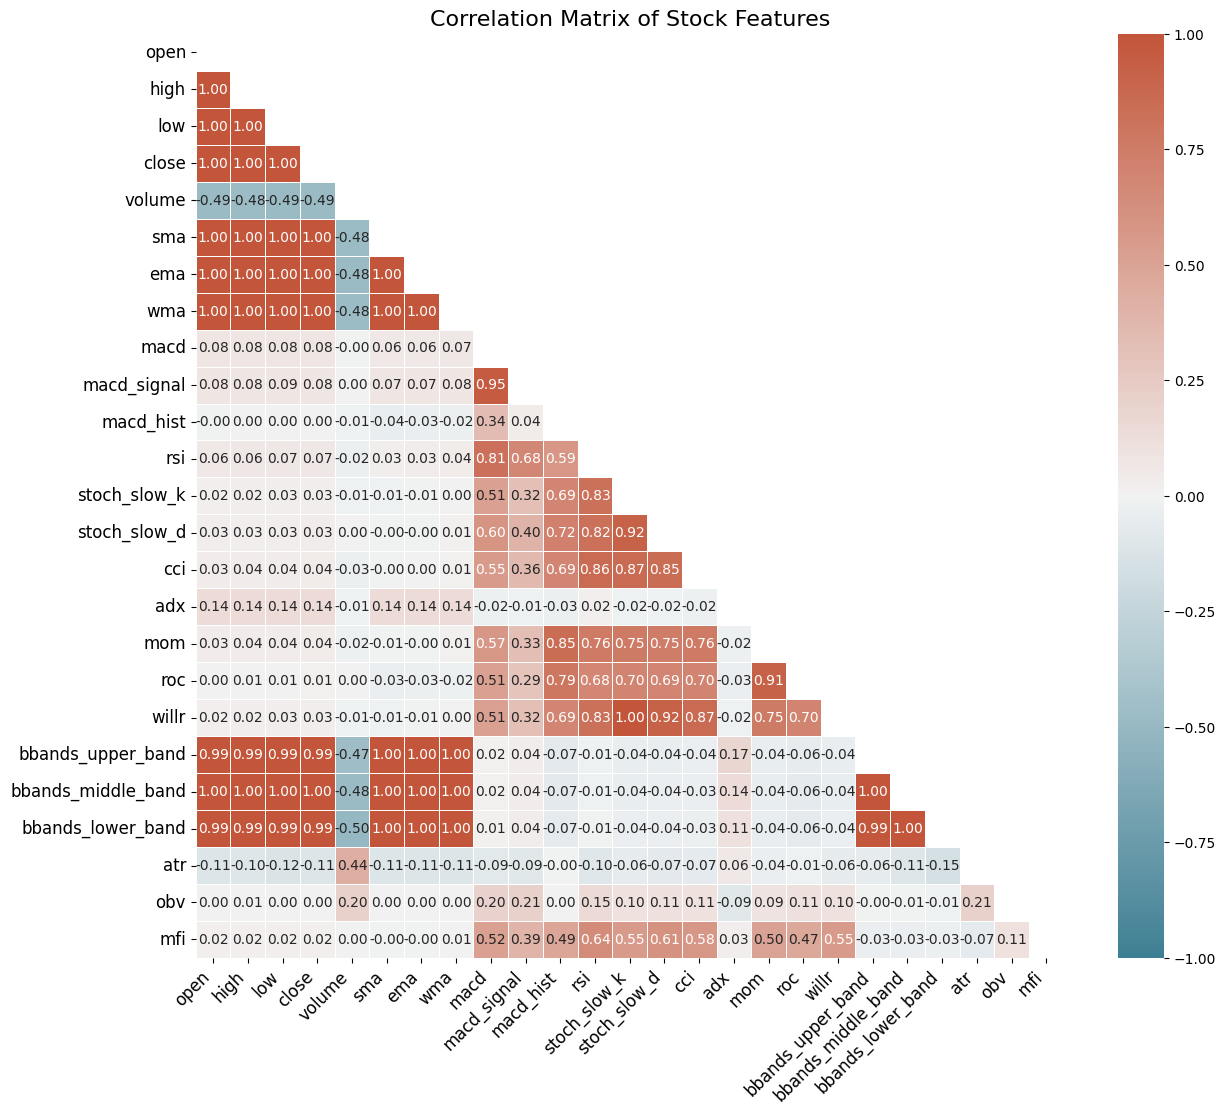 Correlation Matrix of Stock Features
open
high 1.00
low 1.00 1.00
close 1.00 1.00 1.00
volume -0.49 -0.48 -0.49 -0.49
sma 1.00 1.00 1.00 1.00 -0.48
ema 1.00 1.00 1.00 1.00 -0.48 1.00
wma 1.00 1.00 1.00 1.00 -0.48 1.00 1.00
macd 0.08 0.08 0.08 0.08 -0.00 0.06 0.06 0.07
macd_signal 0.08 0.08 0.09 0.08 0.00 0.07 0.07 0.08 0.95
macd_hist -0.00 0.00 0.00 0.00 -0.01 -0.04 -0.03 -0.02 0.34 0.04
rsi 0.06 0.06 0.07 0.07 -0.02 0.03 0.03 0.04 0.81 0.68 0.59
stoch_slow_k 0.02 0.02 0.03 0.03 -0.01 -0.01 -0.01 0.00 0.51 0.32 0.69 0.83
stoch_slow_d 0.03 0.03 0.03 0.03 0.00 -0.00 -0.00 0.01 0.60 0.40 0.72 0.82 0.92
cci 0.03 0.04 0.04 0.04 -0.03 -0.00 0.00 0.01 0.55 0.36 0.69 0.86 0.87 0.85
adx 0.14 0.14 0.14 0.14 -0.01 0.14 0.14 0.14 -0.02 -0.01 -0.03 0.02 -0.02 -0.02 -0.02
mom 0.03 0.04 0.04 0.04 -0.02 -0.01 -0.00 0.01 0.57 0.33 0.85 0.76 0.75 0.75 0.76 -0.02
roc -0.00 0.01 0.01 0.01 0.00 -0.03 -0.03 -0.02 0.51 0.29 0.79 0.68 0.70 0.69 0.70 -0.03 0.91
willr 0.02 0.02 0.03 0.03 -0.01 -0.01 -0.01 0.00 0.51 0.32 0.69 0.83 1.00 0.92 0.87 -0.02 0.75 0.70
bbands_upper_band 0.99 0.99 0.99 0.99 -0.47 1.00 1.00 1.00 0.02 0.04 -0.07 -0.01 -0.04 -0.04 -0.04 0.17 -0.04 -0.06 -0.04
bbands_middle_band 1.00 1.00 1.00 1.00 -0.48 1.00 1.00 1.00 0.02 0.04 -0.07 -0.01 -0.04 -0.04 -0.03 0.14 -0.04 -0.06 -0.04 1.00
bbands_lower_band 0.99 0.99 0.99 0.99 -0.50 1.00 1.00 1.00 0.01 0.04 -0.07 -0.01 -0.04 -0.04 -0.03 0.11 -0.04 -0.06 -0.04 0.99 1.00
atr -0.11 -0.10 -0.12 -0.11 0.44 -0.11 -0.11 -0.11 -0.09 -0.09 -0.00 -0.10 -0.06 -0.07 -0.07 0.06 -0.04 -0.01 -0.06 -0.06 -0.11 -0.15
obv 0.00 0.01 0.00 0.00 0.20 0.00 0.00 0.00 0.20 0.21 0.00 0.15 0.10 0.11 0.11 -0.09 0.09 0.11 0.10 -0.00 -0.01 -0.01 0.21
mfi 0.02 0.02 0.02 0.02 0.00 -0.00 -0.00 0.01 0.52 0.39 0.49 0.64 0.55 0.61 0.58 0.03 0.50 0.47 0.55 -0.03 -0.03 -0.03 -0.07 0.11
open high low close volume sma ema wma macd macd_signal macd_hist rsi stoch_slow_k stoch_slow_d cci adx mom roc willr bbands_upper_band bbands_middle_band bbands_lower_band atr obv mfi
1.00
0.75
0.50
0.25
0.00
-0.25
-0.50
-0.75
-1.00